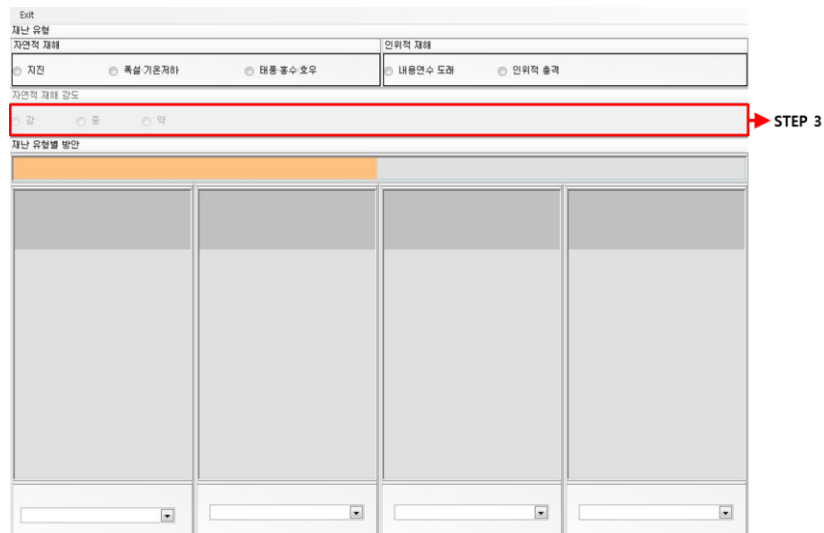 Exit
재난 유형
자연적 재해 인위적 재해
지진 폭설·기온저하 태풍·홍수·호우 내용연수 도래 인위적 충격
자연적 재해 강도
강 중 약 STEP 3
재난 유형별 방안